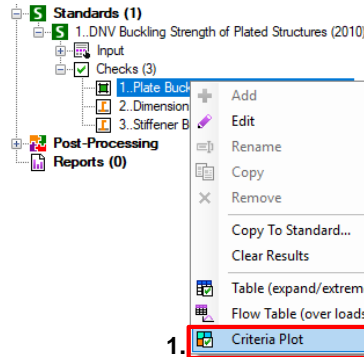 Standards (1)
1..DNV Buckling Strength of Plated Structures (2010)
Input
Checks (3)
1..Plate Buck
2..Dimension
3..Stiffener B
Post-Processing
Reports (0)
Add
Edit
Rename
Copy
Remove
Copy To Standard...
Clear Results
Table (expand/extrem
Flow Table (over loads
1.
Criteria Plot